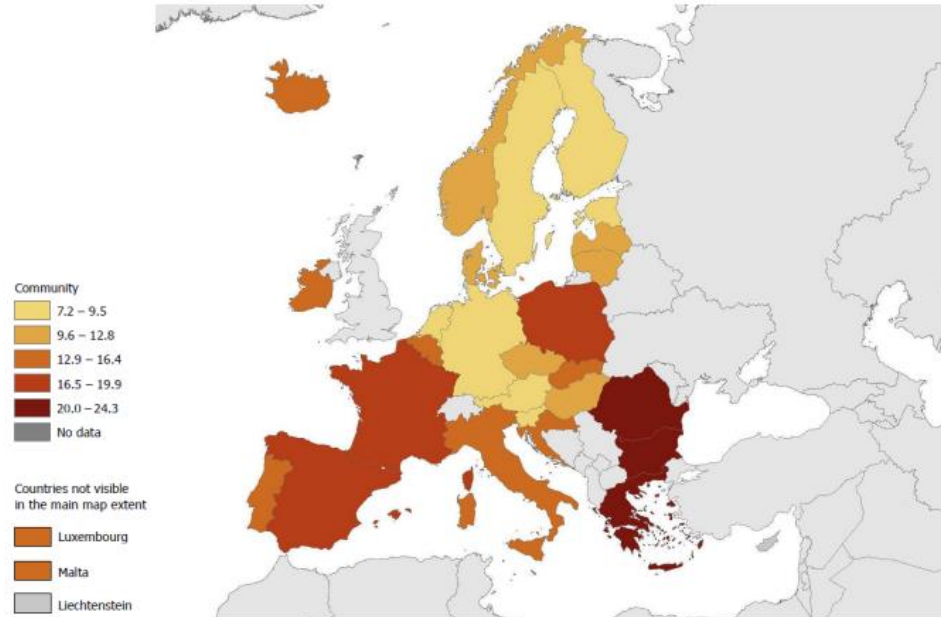 Community
7.2 – 9.5
9.6 – 12.8
12.9 – 16.4
16.5 – 19.9
20.0 – 24.3
No data
Countries not visible
in the main map extent
Luxembourg
Malta
Liechtenstein